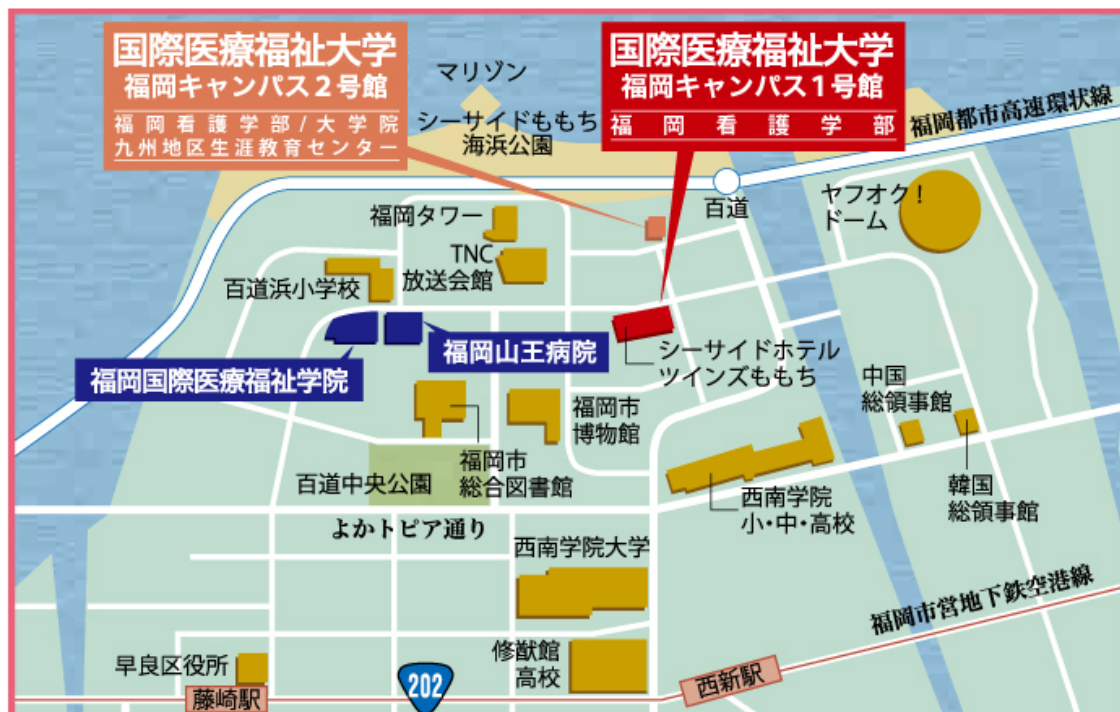 国際医療福祉大学
福岡キャンパス2号館
福岡看護学部/大学院
九州地区生涯教育センター
マリゾン
シーサイドももち
海浜公園
国際医療福祉大学
福岡キャンパス1号館
福岡看護学部
福岡都市高速環状線
百道
ヤフオク!
ドーム
福岡タワー
TNC
放送会館
百道浜小学校
福岡国際医療福祉学院
福岡山王病院
シーサイドホテル
ツインズももち
中国
総領事館
福岡市
博物館
福岡市
総合図書館
百道中央公園
西南学院
小・中・高校
韓国
総領事館
よかトピア通り
西南学院大学
福岡市営地下鉄空港線
早良区役所
藤崎駅
202
修猷館
高校
西新駅